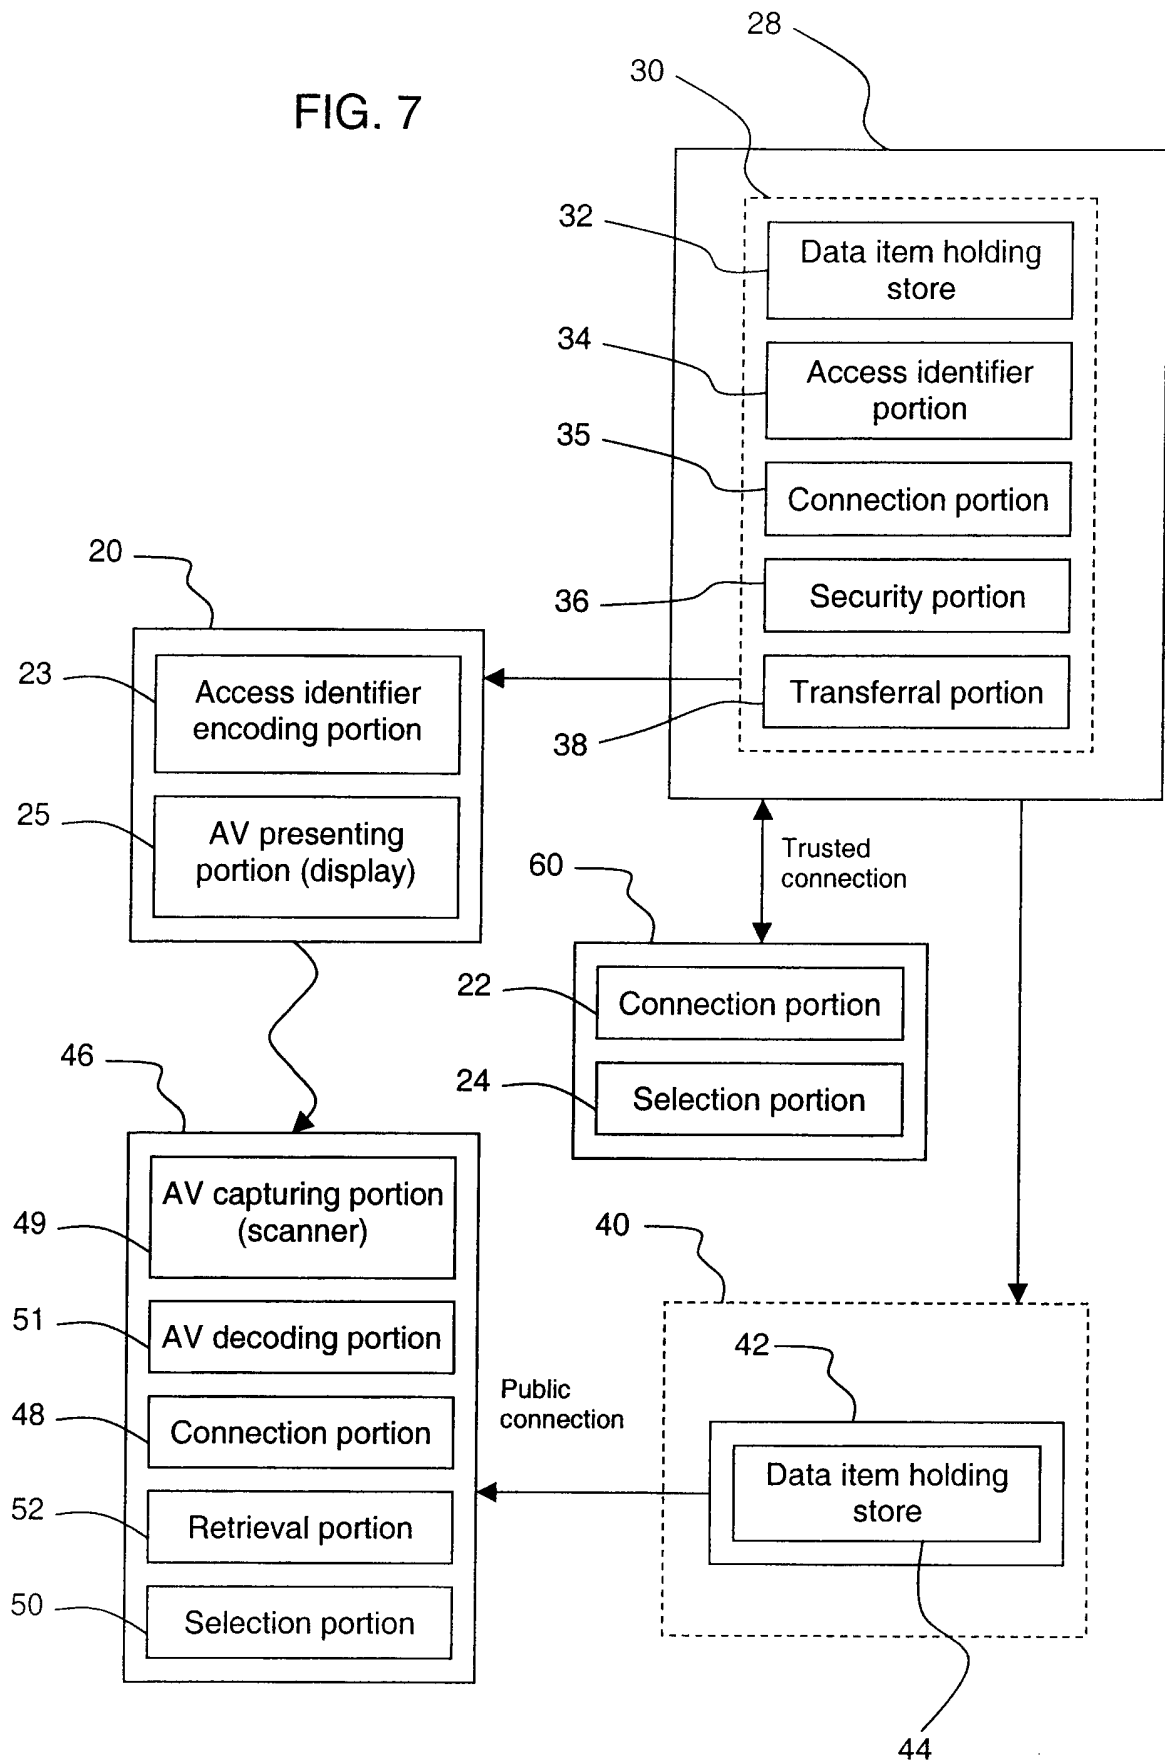 28
30
FIG. 7
32
Data item holding
store
34
Access identifier
portion
35
Connection portion
20
36
Security portion
23
Access identifier
encoding portion
Transferral portion
38
25
AV presenting
portion (display)
Trusted
connection
60
22
Connection portion
46
24
Selection portion
AV capturing portion
(scanner)
49
40
51
AV decoding portion
42
Public
connection
48
Connection portion
Data item holding
store
52
Retrieval portion
50
Selection portion
44